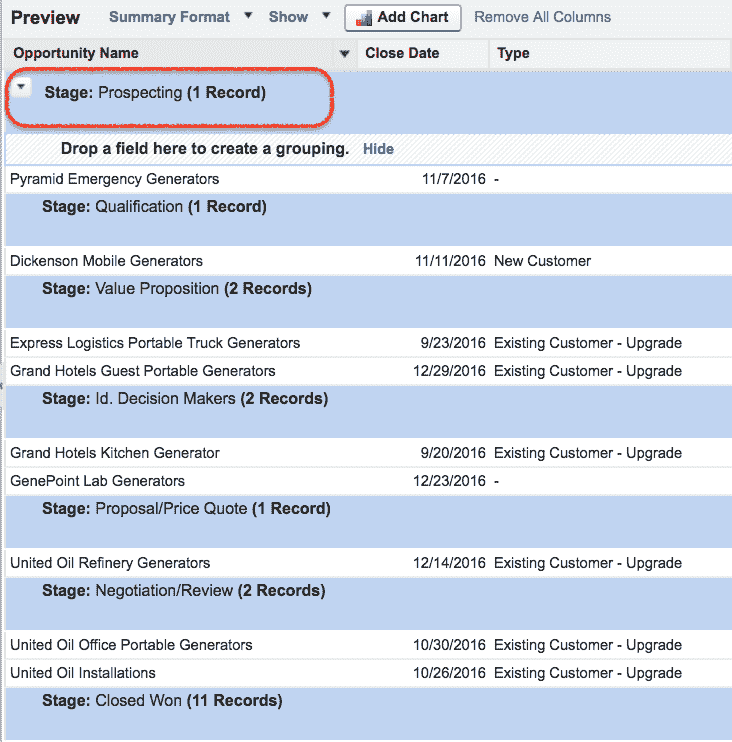 Preview Summary Format Show Add Chart Remove All Columns
Opportunity Name Close Date Type
Stage: Prospecting (1 Record)
Drop a field here to create a grouping. Hide
Pyramid Emergency Generators 11/7/2016 -
Stage: Qualification (1 Record)
Dickenson Mobile Generators 11/11/2016 New Customer
Stage: Value Proposition (2 Records)
Express Logistics Portable Truck Generators 9/23/2016 Existing Customer - Upgrade
Grand Hotels Guest Portable Generators 12/29/2016 Existing Customer - Upgrade
Stage: Id. Decision Makers (2 Records)
Grand Hotels Kitchen Generator 9/20/2016 Existing Customer - Upgrade
GenePoint Lab Generators 12/23/2016 -
Stage: Proposal/Price Quote (1 Record)
United Oil Refinery Generators 12/14/2016 Existing Customer - Upgrade
Stage: Negotiation/Review (2 Records)
United Oil Office Portable Generators 10/30/2016 Existing Customer - Upgrade
United Oil Installations 10/26/2016 Existing Customer - Upgrade
Stage: Closed Won (11 Records)